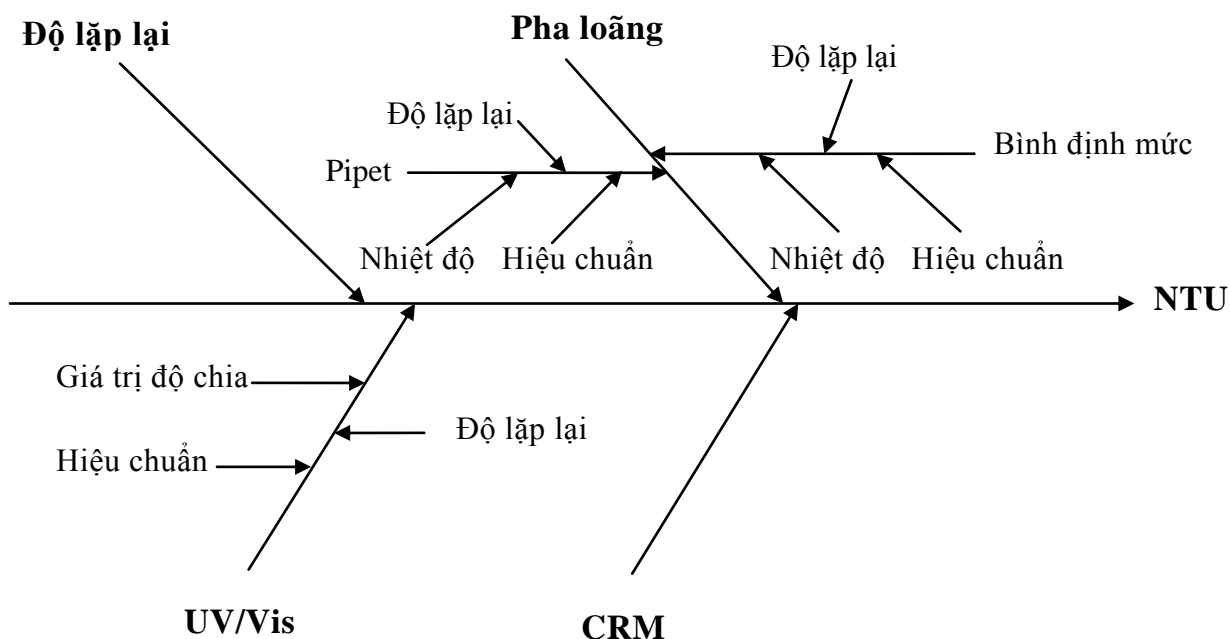 Độ lặp lại
Pha loãng
Độ lặp lại
Độ lặp lại
Bình định mức
Pipet
Nhiệt độ
Hiệu chuẩn
Nhiệt độ
Hiệu chuẩn
NTU
Giá trị độ chia
Độ lặp lại
Hiệu chuẩn
UV/Vis
CRM